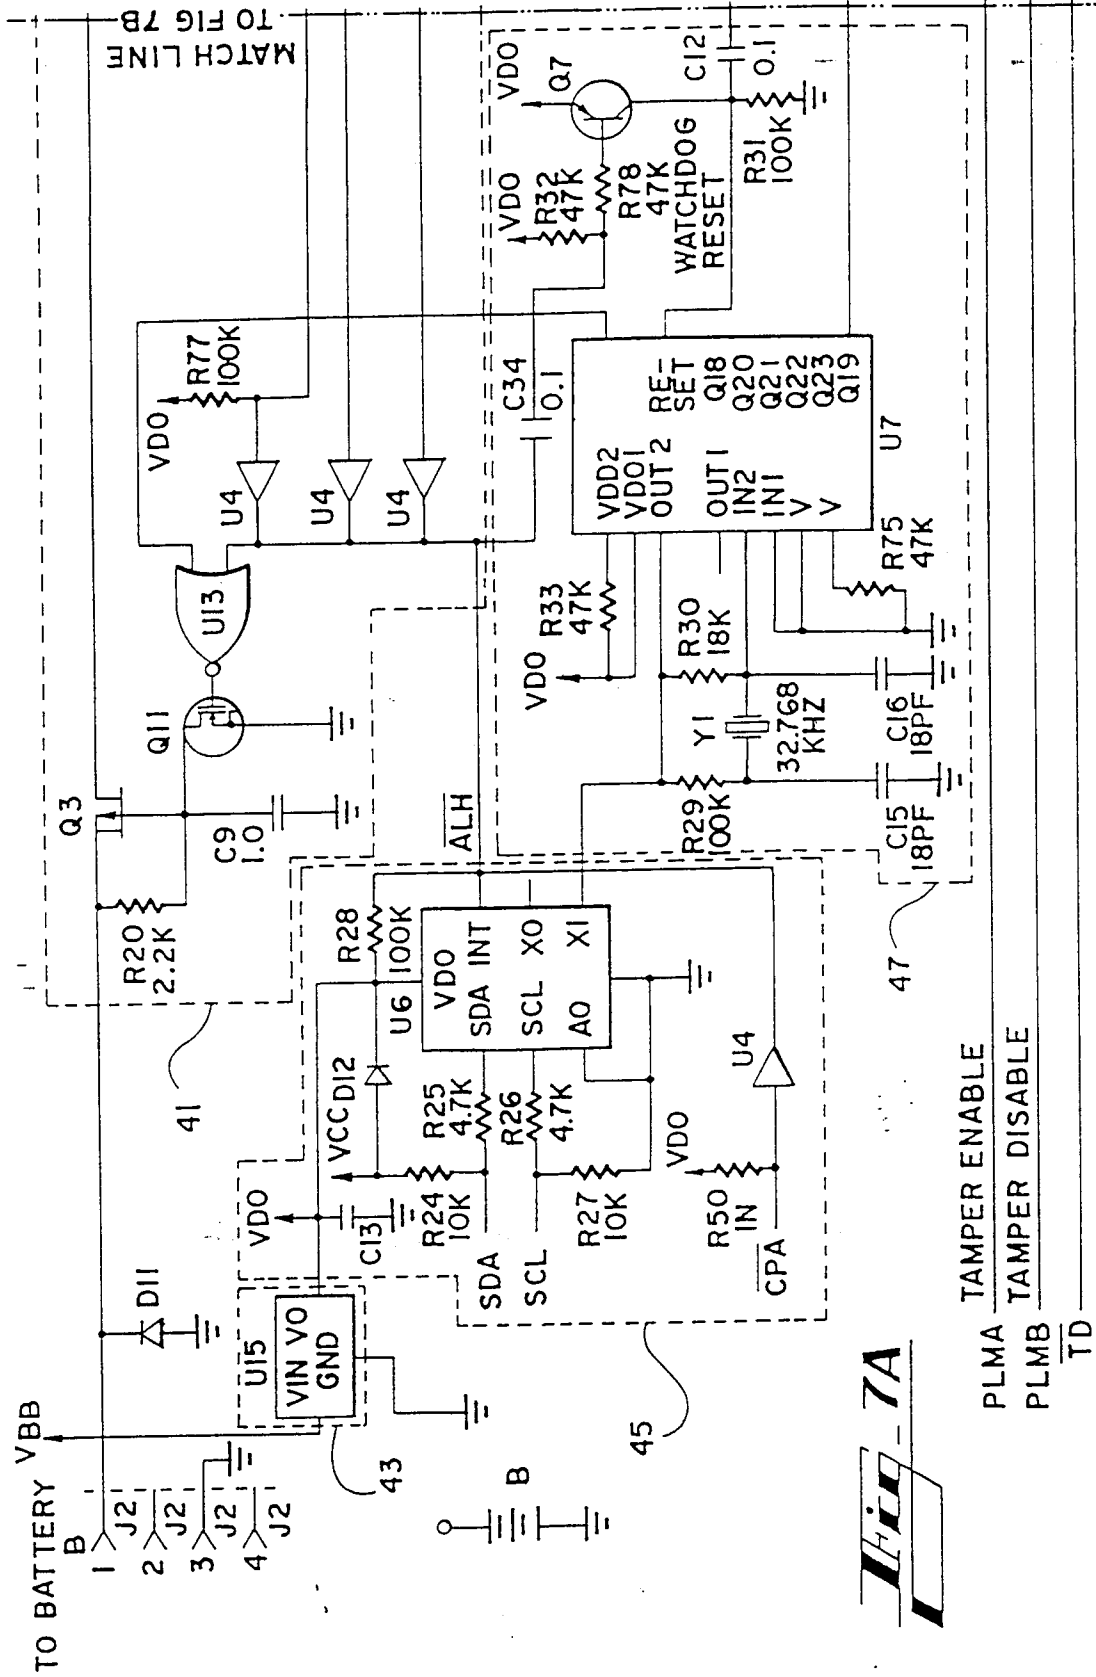 TO BATTERY
VBB
B
1
J2
2
J2
3
J2
4
J2
B
D11
U15
VIN VO
GND
43
VDO
C13
VCC
D12
R24
10K
R25
4.7K
R26
4.7K
R27
10K
SDA
SCL
VDO
R50
1N
CPA
U4
45
R28
100K
U6
VDO
SDA INT
SCL XO
AO XI
ALH
41
R20
2.2K
Q3
C9
1.0
Q11
U13
U4
U4
U4
VDO
R77
100K
MATCH LINE
TO FIG 7B
C34
0.1
VDO
R32
47K
R78
47K
VDO
Q7
WATCHDOG
RESET
C12
0.1
R31
100K
VDO
R33
47K
R30
18K
R29
100K
Y1
32.768
KHZ
C15
18PF
C16
18PF
R75
47K
VDD2
VDO1
OUT2
OUT1
IN2
IN1
V
V
RE-
SET
Q18
Q20
Q21
Q22
Q23
Q19
U7
47
PLMA TAMPER ENABLE
PLMB TAMPER DISABLE
TD
Fig_7A